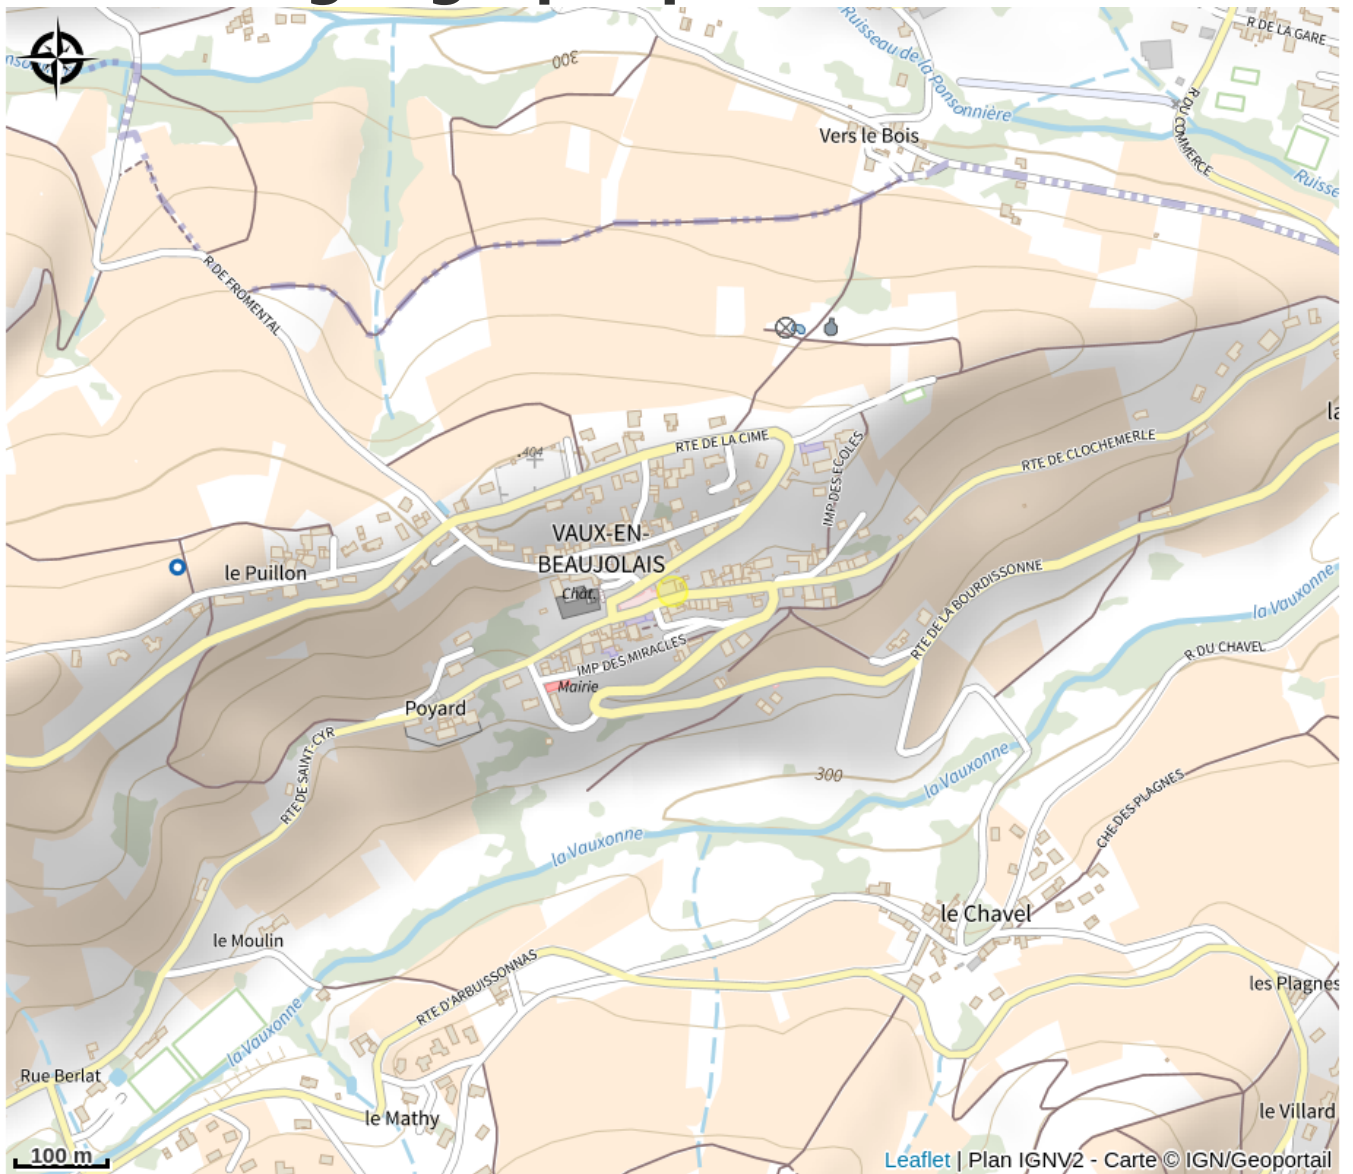 R DE LA GARE
Ruisseau de la Ponsonnière
300
R DU COMMERCE
Vers le Bois
Ruisse
R DE FROMENTAL
la
RTE DE LA CIME
404
IMP DES ECOLES
RTE DE CLOCHEMERLE
VAUX-EN-
BEAUJOLAIS
le Puillon
Chât.
RTE DE LA BOURDISSONNE
la Vauxonne
IMP DES MIRACLES
R DU CHAVEL
Mairie
Poyard
RTE DE SAINT-CYR
300
la Vauxonne
CHE DES PLAGNES
la Vauxonne
le Chavel
le Moulin
RTE D'ARBUISSONNAS
les Plagnes
la Vauxonne
Rue Berlat
le Mathy
le Villard
100 m
Leaflet | Plan IGNV2 - Carte © IGN/Geoportail